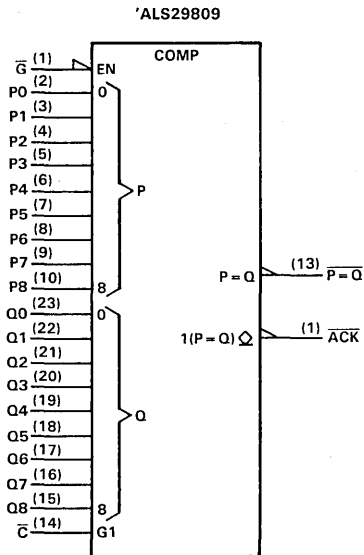 'ALS29809
COMP
G̅ (1) EN
P0 (2) 0
P1 (3)
P2 (4)
P3 (5)
P4 (6) P
P5 (7)
P6 (8)
P7 (9)
P8 (10) 8
P = Q (13) P̅=̅Q̅
Q0 (23) 0
Q1 (22) 1(P = Q) (1) A̅C̅K̅
Q2 (21)
Q3 (20)
Q4 (19) Q
Q5 (18)
Q6 (17)
Q7 (16)
Q8 (15) 8
C̅ (14) G1